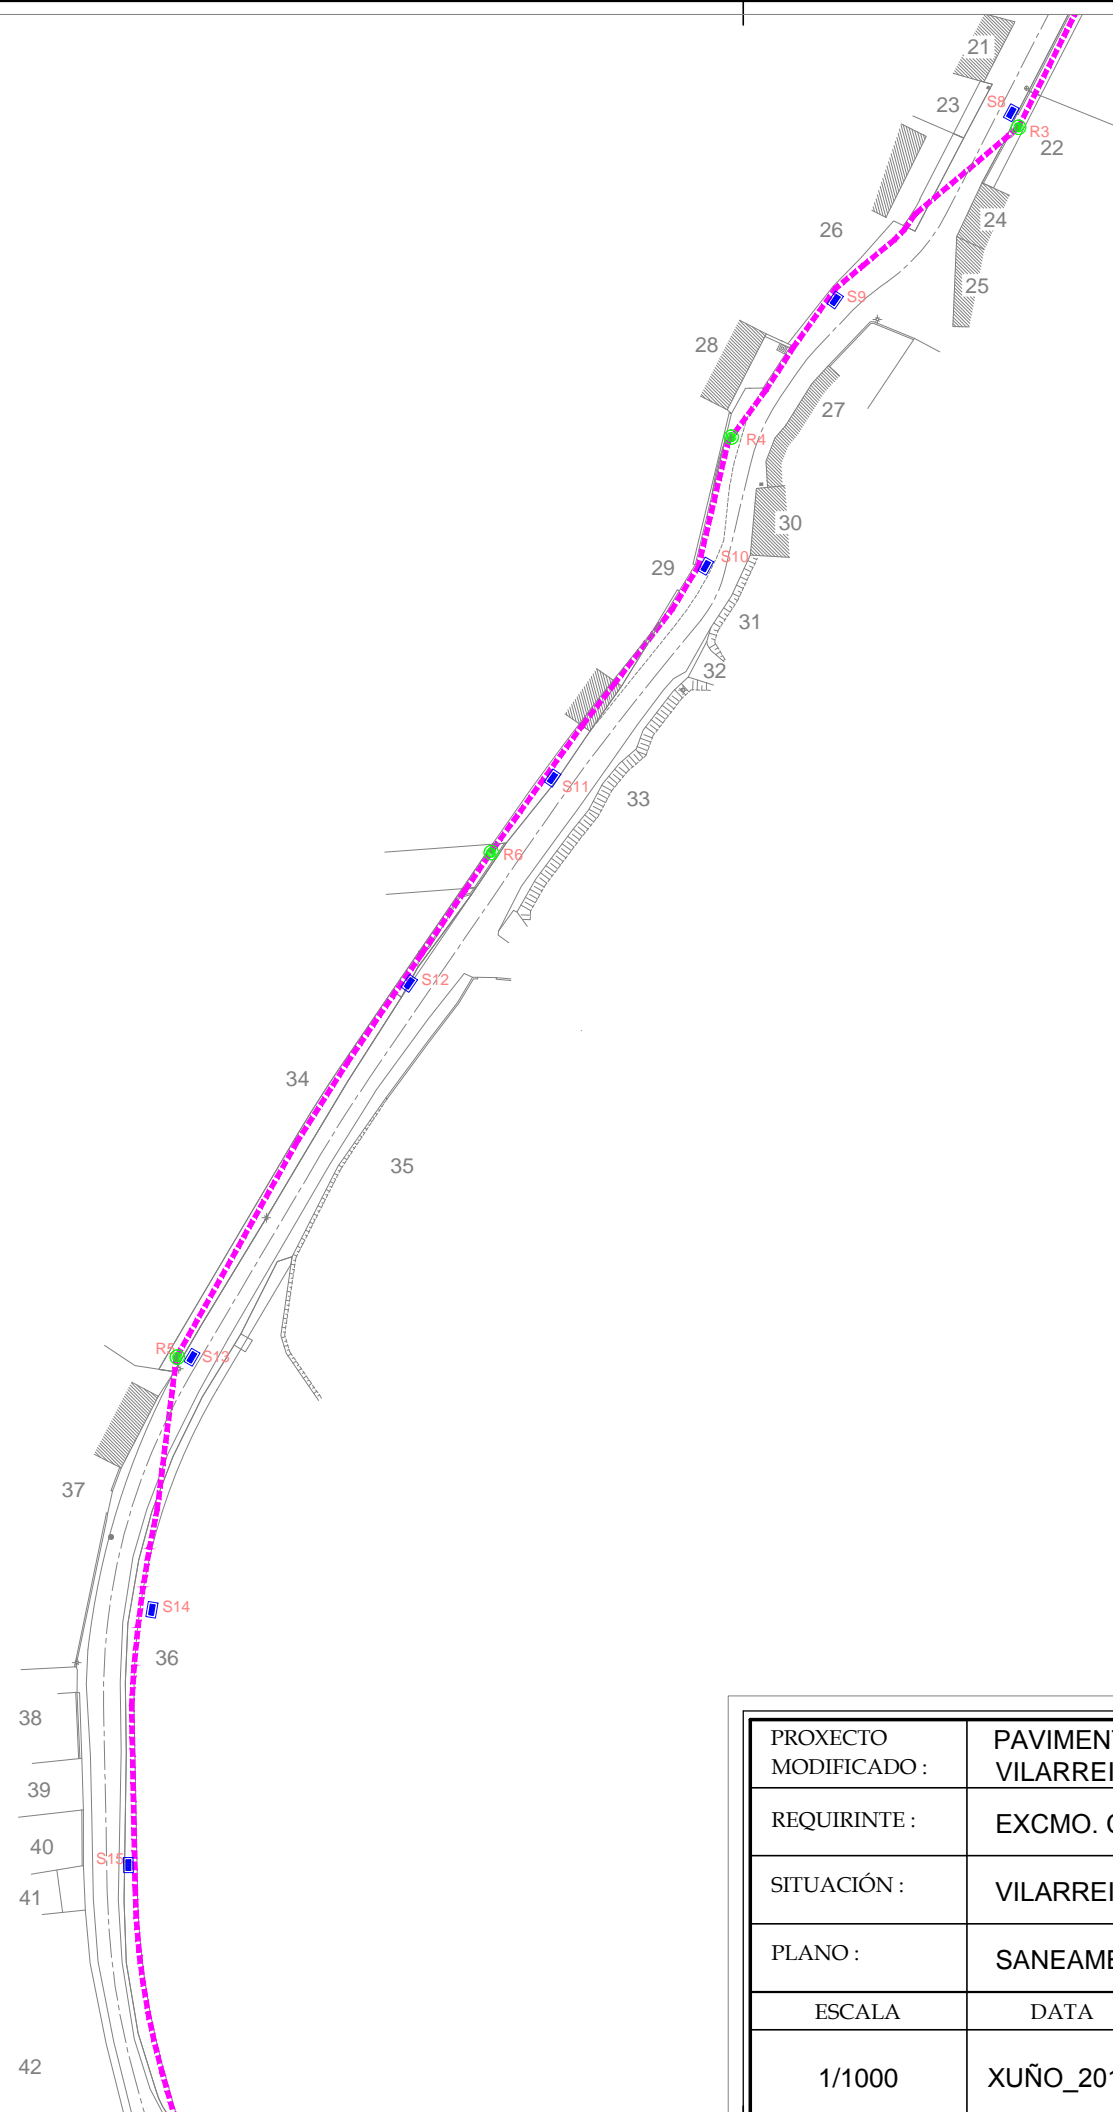 21
23
S8
R3
22
24
26
25
S9
28
27
R4
30
S10
29
31
32
S11
33
R6
S12
34
35
R5
S13
37
S14
36
38
39
40
S15
41
42
PROXECTO
MODIFICADO :
VILARREI
REQUIRINTE :
EXCMO.
SITUACIÓN :
VILARREI
PLANO :
SANEAME
ESCALA
DATA
1/1000
XUÑO_201